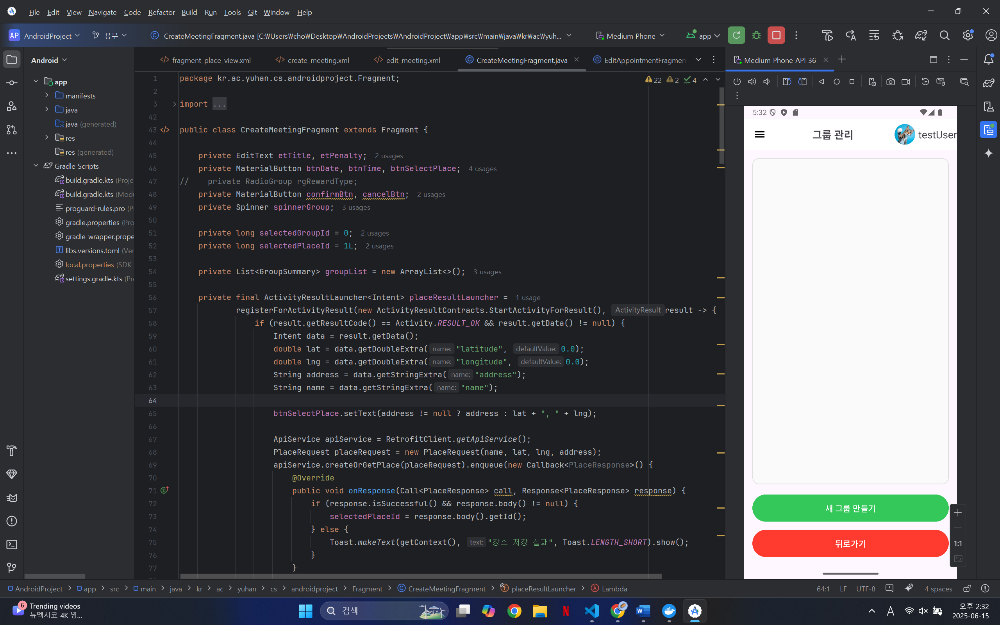 File Edit View Navigate Code Refactor Build Run Tools Git Window Help
AP AndroidProject 용무 CreateMeetingFragment.java [C:₩Users₩cho₩Desktop₩AndroidProjects₩AndroidProject₩app₩src₩main₩java₩kr₩ac₩yuh... Medium Phone app
Android
app
manifests
java
java (generated)
res
res (generated)
Gradle Scripts
build.gradle.kts (Proje
build.gradle.kts (Modu
proguard-rules.pro (Pr
gradle.properties (Pro
gradle-wrapper.prope
libs.versions.toml (Ver
local.properties (SDK
settings.gradle.kts (Pro
fragment_place_view.xml create_meeting.xml edit_meeting.xml CreateMeetingFragment.java EditAppointmentFragmen
22 2 4
1 package kr.ac.yuhan.cs.androidproject.Fragment;
2
3 import ...
42
43 public class CreateMeetingFragment extends Fragment {
44
45 private EditText etTitle, etPenalty; 2 usages
46 private MaterialButton btnDate, btnTime, btnSelectPlace; 4 usages
47 // private RadioGroup rgRewardType;
48 private MaterialButton confirmBtn, cancelBtn; 2 usages
49 private Spinner spinnerGroup; 3 usages
50
51 private long selectedGroupId = 0; 2 usages
52 private long selectedPlaceId = 1L; 2 usages
53
54 private List<GroupSummary> groupList = new ArrayList<>(); 3 usages
55
56 private final ActivityResultLauncher<Intent> placeResultLauncher = 1 usage
57 registerForActivityResult(new ActivityResultContracts.StartActivityForResult(), ActivityResult result -> {
58 if (result.getResultCode() == Activity.RESULT_OK && result.getData() != null) {
59 Intent data = result.getData();
60 double lat = data.getDoubleExtra( name: "latitude", defaultValue: 0.0);
61 double lng = data.getDoubleExtra( name: "longitude", defaultValue: 0.0);
62 String address = data.getStringExtra( name: "address");
63 String name = data.getStringExtra( name: "name");
64
65 btnSelectPlace.setText(address != null ? address : lat + ", " + lng);
66
67 ApiService apiService = RetrofitClient.getApiService();
68 PlaceRequest placeRequest = new PlaceRequest(name, lat, lng, address);
69 apiService.createOrGetPlace(placeRequest).enqueue(new Callback<PlaceResponse>() {
70 @Override
71 public void onResponse(Call<PlaceResponse> call, Response<PlaceResponse> response) {
72 if (response.isSuccessful() && response.body() != null) {
73 selectedPlaceId = response.body().getId();
74 } else {
75 Toast.makeText(getContext(), text: "장소 저장 실패", Toast.LENGTH_SHORT).show();
76 }
77 }
Medium Phone API 36
5:32
그룹 관리 testUser
새 그룹 만들기
뒤로가기
1:1
AndroidProject > app > src > main > java > kr > ac > yuhan > cs > androidproject > Fragment > CreateMeetingFragment > placeResultLauncher > Lambda
64:1 LF UTF-8 4 spaces
6 Trending videos
뉴멕시코 4K 영...
검색
A
오후 2:32
2025-06-15